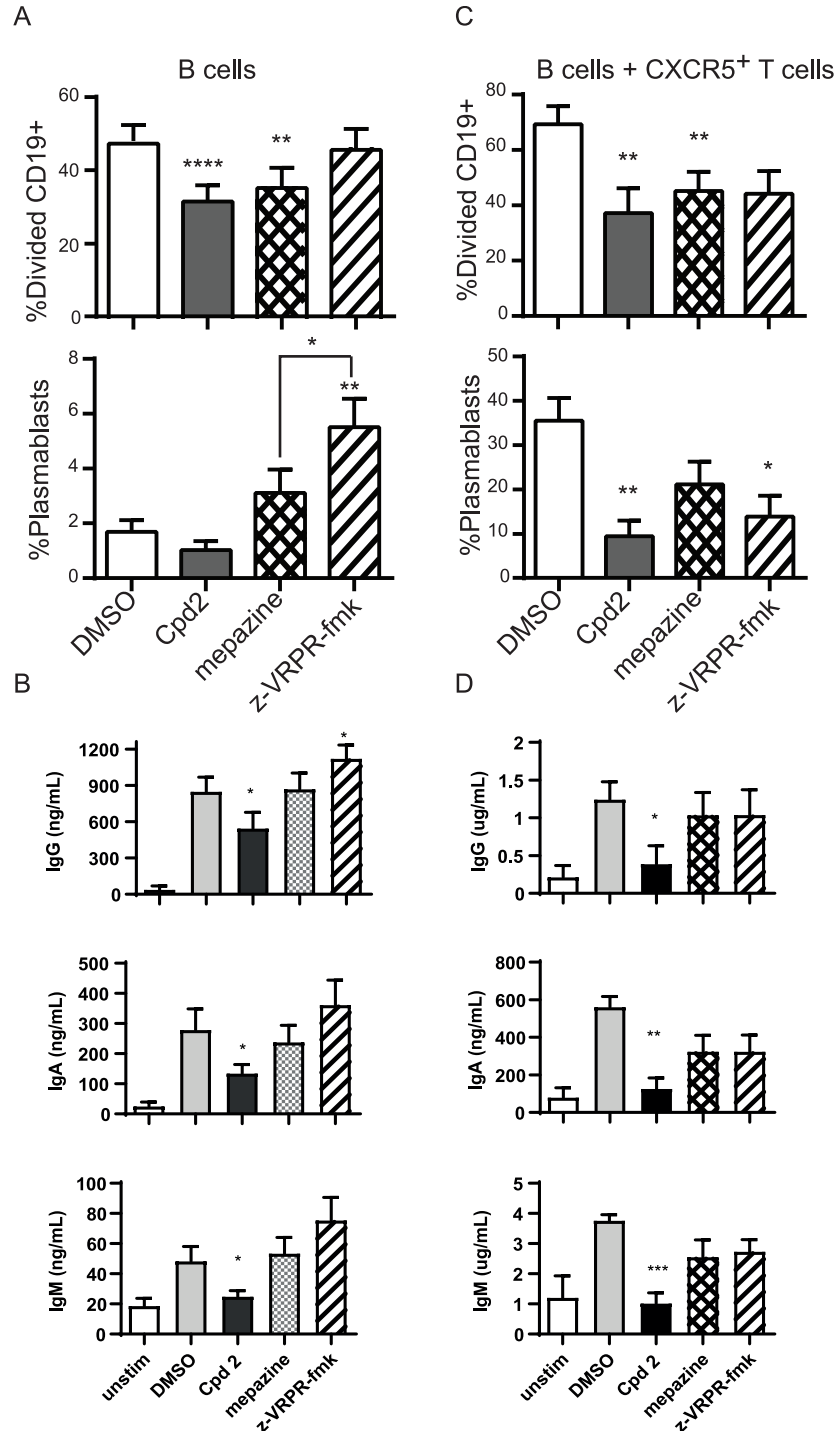 A
B cells
%Divided CD19+
60
40
20
0
****
**
%Plasmablasts
8
6
4
2
0
*
**
DMSO
Cpd2
mepazine
z-VRPR-fmk
C
B cells + CXCR5+ T cells
%Divided CD19+
80
60
40
20
0
**
**
%Plasmablasts
50
40
30
20
10
0
**
*
DMSO
Cpd2
mepazine
z-VRPR-fmk
B
IgG (ng/mL)
1200
900
600
300
0
*
*
IgA (ng/mL)
500
400
300
200
100
0
*
IgM (ng/mL)
100
80
60
40
20
0
*
unstim
DMSO
Cpd 2
mepazine
z-VRPR-fmk
D
IgG (ug/mL)
2
1.5
1
0.5
0
*
IgA (ng/mL)
800
600
400
200
0
**
IgM (ug/mL)
5
4
3
2
1
0
***
unstim
DMSO
Cpd 2
mepazine
z-VRPR-fmk